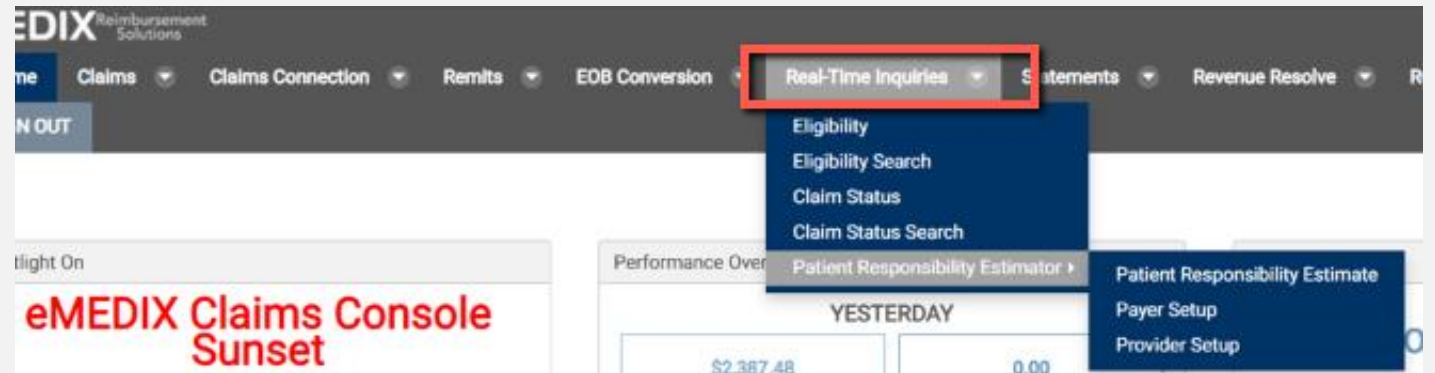 EDIX Reimbursement
Solutions
me Claims Claims Connection Remits EOB Conversion Real-Time Inquiries Statements Revenue Resolve R
N OUT
Eligibility
Eligibility Search
Claim Status
Claim Status Search
Patient Responsibility Estimator
Patient Responsibility Estimate
Payer Setup
Provider Setup
tlight On
eMEDIX Claims Console
Sunset
Performance Over
YESTERDAY
$2,387.48
0.00